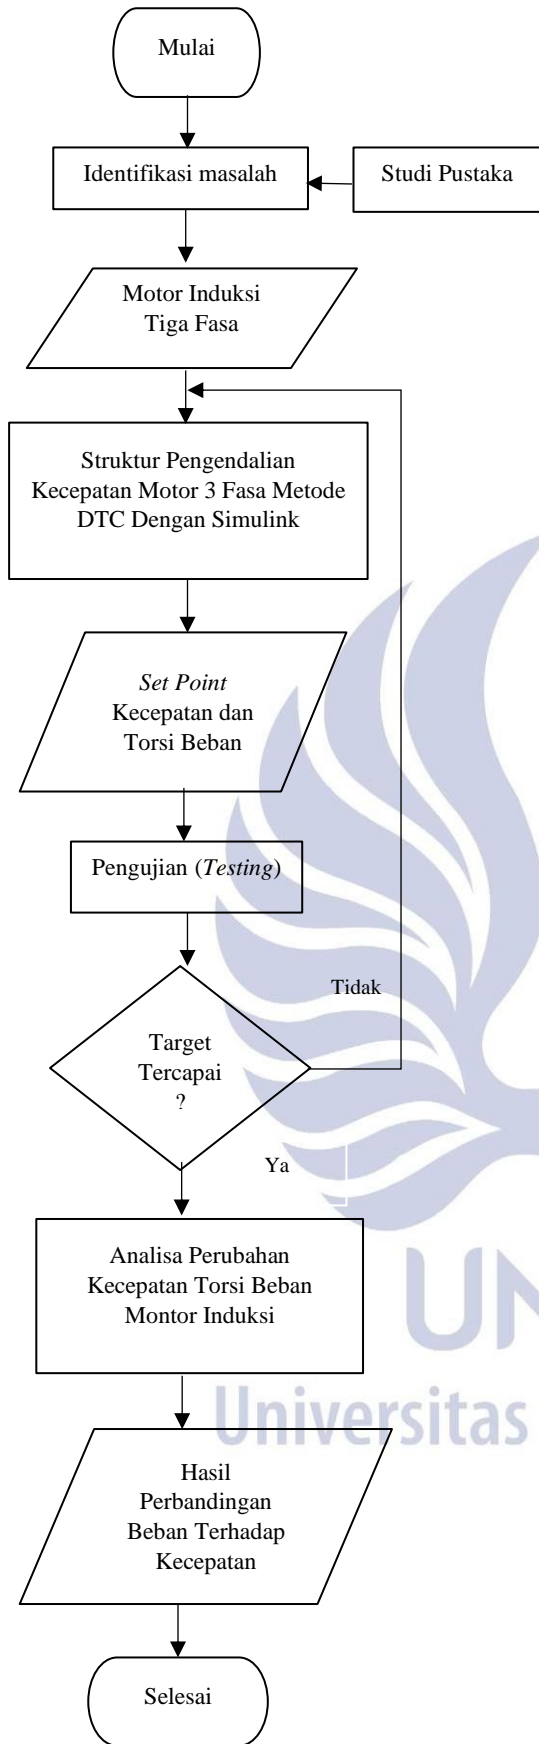 Mulai
Identifikasi masalah
Studi Pustaka
Motor Induksi
Tiga Fasa
Struktur Pengendalian
Kecepatan Motor 3 Fasa Metode
DTC Dengan Simulink
Set Point
Kecepatan dan
Torsi Beban
Pengujian (Testing)
Tidak
Target
Tercapai
?
Ya
Analisa Perubahan
Kecepatan Torsi Beban
Montor Induksi
UN
Universitas
Hasil
Perbandingan
Beban Terhadap
Kecepatan
Selesai